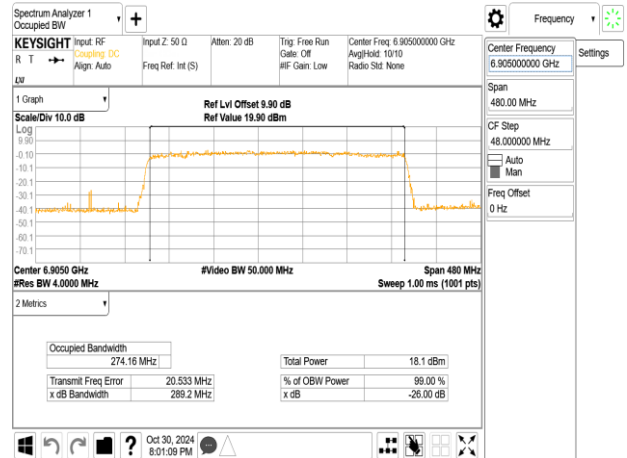 Spectrum Analyzer 1
Occupied BW
Frequency
KEYSIGHT
R T
LXI
Input: RF
Coupling: DC
Align: Auto
Input Z: 50 Ω
Freq Ref: Int (S)
Atten: 20 dB
Trig: Free Run
Gate: Off
#IF Gain: Low
Center Freq: 6.905000000 GHz
Avg|Hold: 10/10
Radio Std: None
Center Frequency
6.905000000 GHz
Settings
Span
480.00 MHz
CF Step
48.000000 MHz
Auto
Man
Freq Offset
0 Hz
1 Graph
Scale/Div 10.0 dB
Ref Lvl Offset 9.90 dB
Ref Value 19.90 dBm
Log
9.90
-0.10
-10.1
-20.1
-30.1
-40.1
-50.1
-60.1
-70.1
Center 6.9050 GHz
#Video BW 50.000 MHz
Span 480 MHz
#Res BW 4.0000 MHz
Sweep 1.00 ms (1001 pts)
2 Metrics
Occupied Bandwidth
274.16 MHz
Total Power 18.1 dBm
Transmit Freq Error 20.533 MHz
% of OBW Power 99.00 %
x dB Bandwidth 289.2 MHz
x dB -26.00 dB
Oct 30, 2024
8:01:09 PM